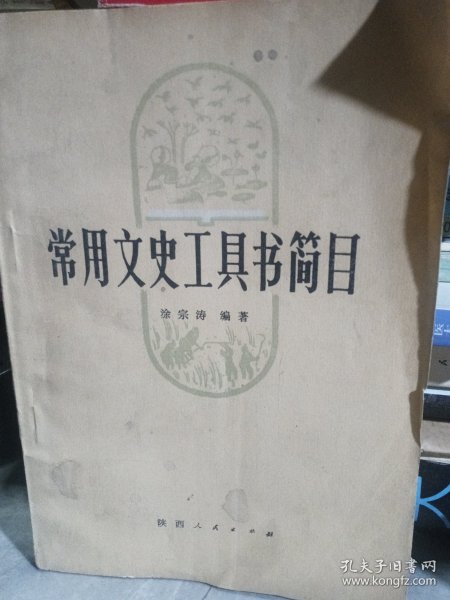 常用文史工具书简目
涂宗涛 编著
陕西人民出版社
孔夫子旧书网
www.kongfz.com